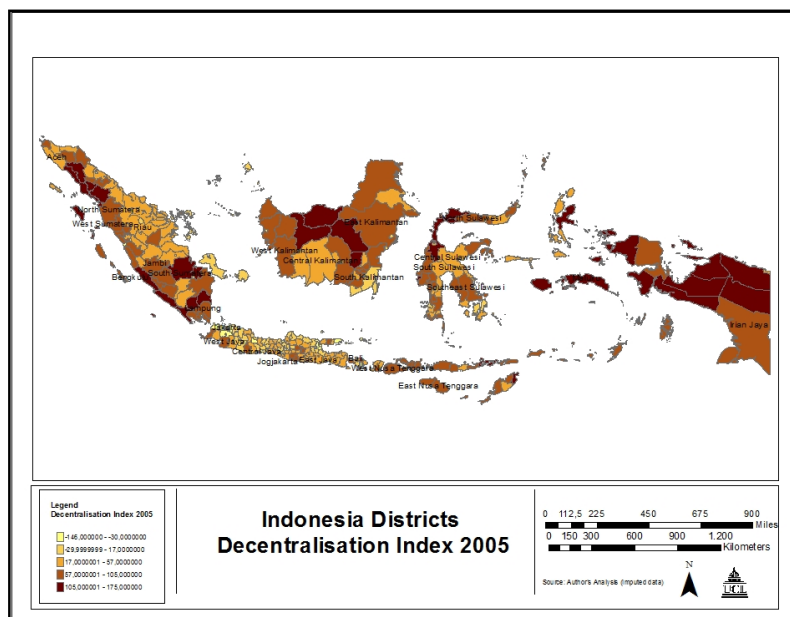 Aceh
North Sumatera
West Sumatera
Riau
Jambi
Bengkulu
Lampung
Jakarta
West Java
Central Java
Jogjakarta
East Java
Bali
West Nusa Tenggara
East Nusa Tenggara
West Kalimantan
Central Kalimantan
East Kalimantan
South Kalimantan
Central Sulawesi
South Sulawesi
Southeast Sulawesi
Irian Jaya
Legend
Decentralisation Index 2005
-146,000000 - -30,0000000
-29,9999999 - 17,0000000
17,0000001 - 57,0000000
57,0000001 - 105,000000
105,000001 - 175,000000
Indonesia Districts
Decentralisation Index 2005
0 112,5 225 450 675 900
Miles
0 150 300 600 900 1.200
Kilometers
Source: Author's Analysis (Imputed data)
N
UCL